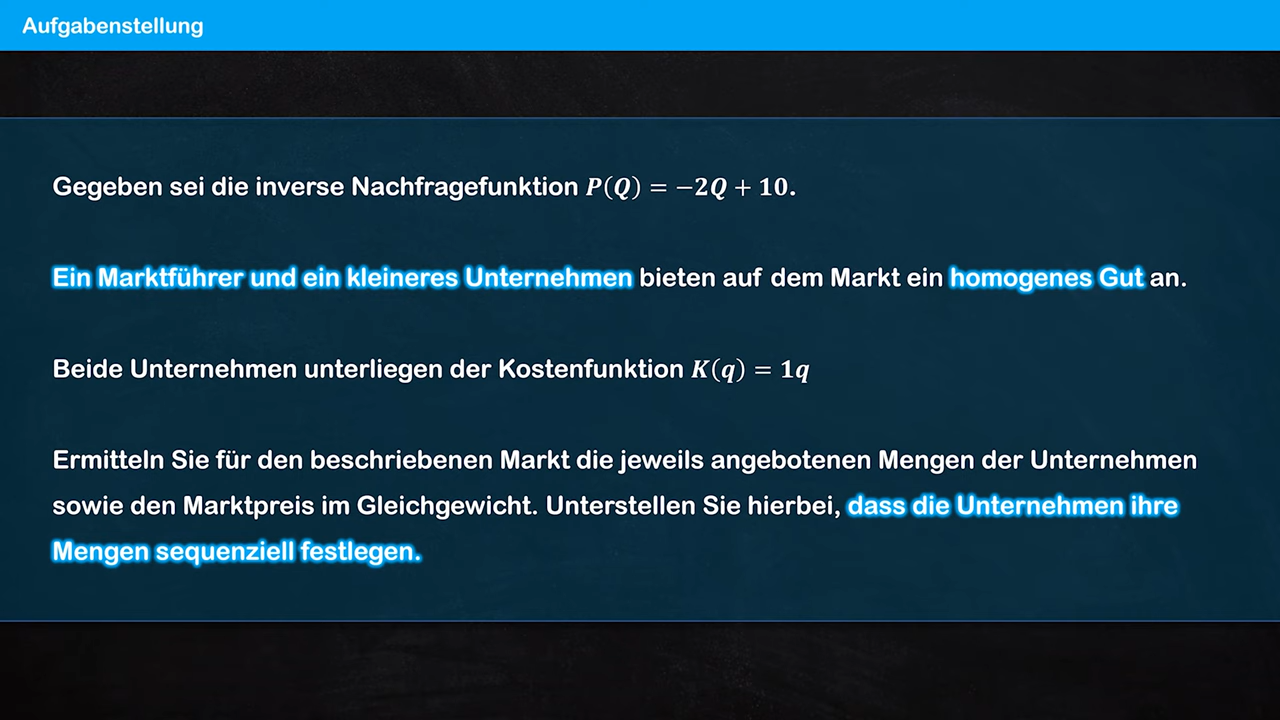 Aufgabenstellung
Gegeben sei die inverse Nachfragefunktion P(Q) = −2Q + 10.
Ein Marktführer und ein kleineres Unternehmen bieten auf dem Markt ein homogenes Gut an.
Beide Unternehmen unterliegen der Kostenfunktion K(q) = 1q
Ermitteln Sie für den beschriebenen Markt die jeweils angebotenen Mengen der Unternehmen
sowie den Marktpreis im Gleichgewicht. Unterstellen Sie hierbei, dass die Unternehmen ihre
Mengen sequenziell festlegen.